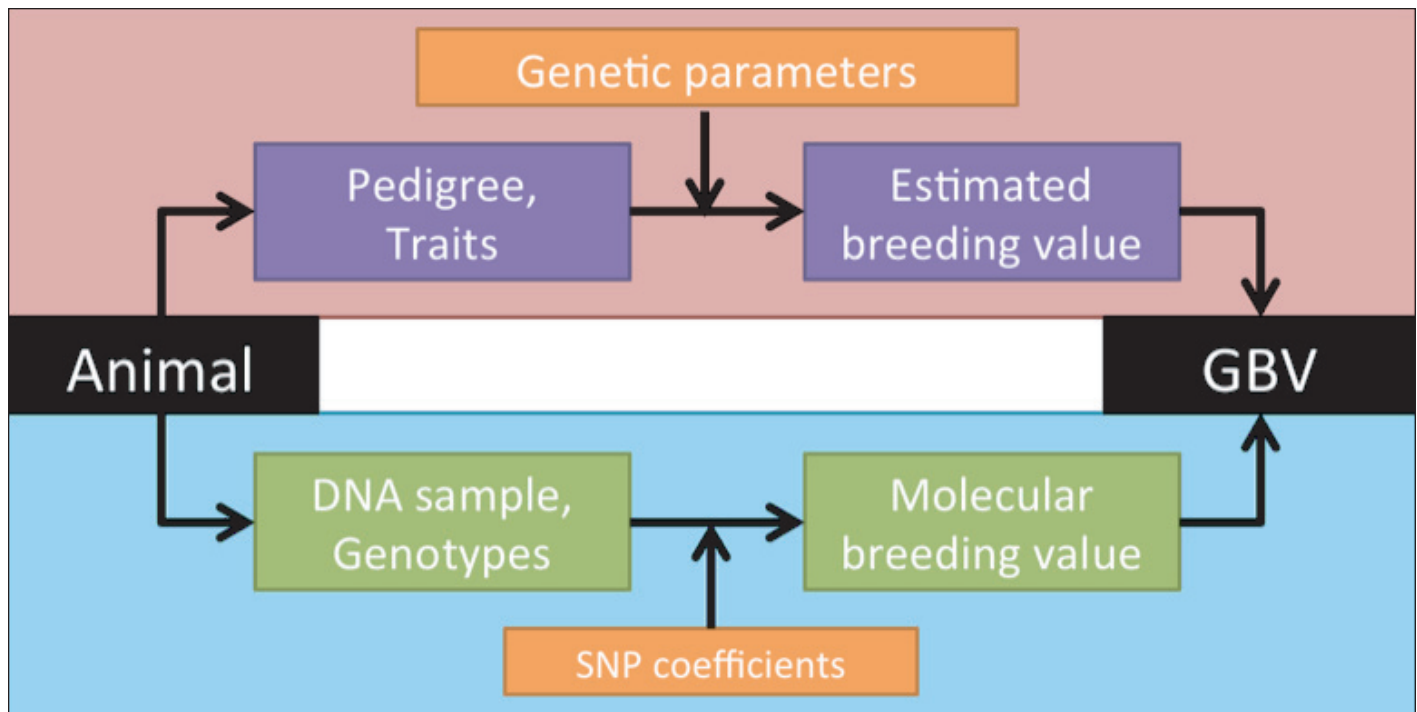 Genetic parameters
Pedigree,
Traits
Estimated
breeding value
Animal
GBV
DNA sample,
Genotypes
Molecular
breeding value
SNP coefficients